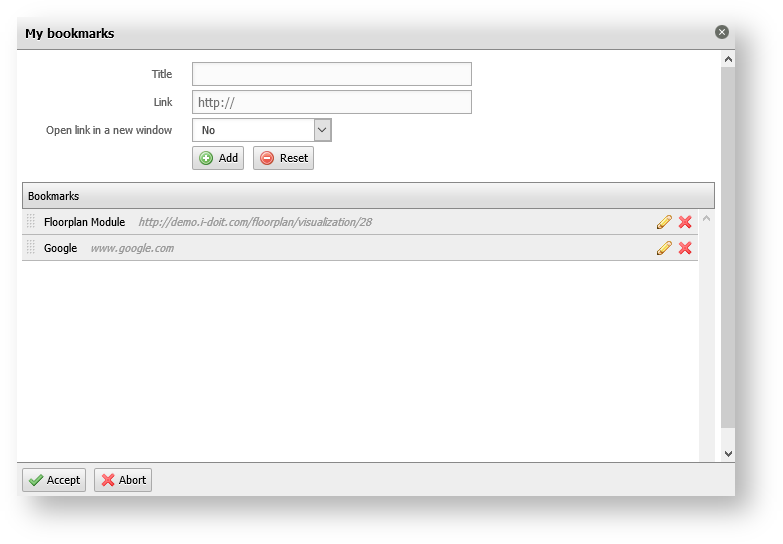 My bookmarks
Title
Link http://
Open link in a new window No
Add Reset
Bookmarks
Floorplan Module http://demo.i-doit.com/floorplan/visualization/28
Google www.google.com
Accept Abort